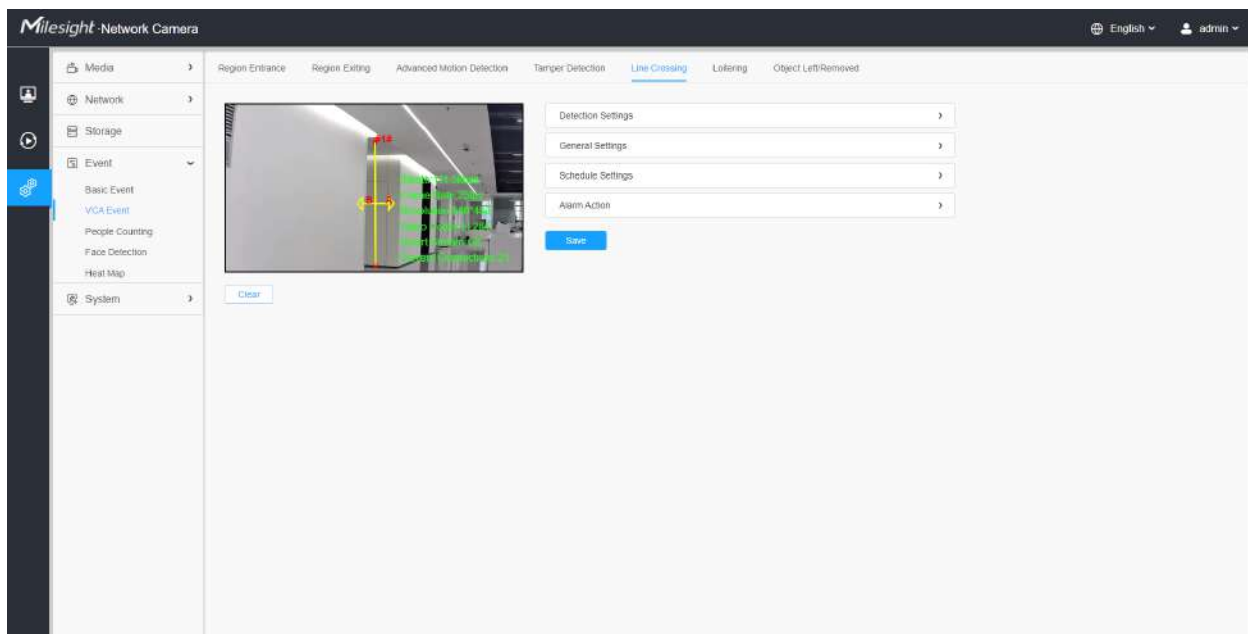 Milesight·Network Camera
English
admin
Media
Network
Storage
Event
Basic Event
VCA Event
People Counting
Face Detection
Heat Map
System
Region Entrance Region Exiting Advanced Motion Detection Tamper Detection Line Crossing Loitering Object Left/Removed
Detection Settings
General Settings
Schedule Settings
Alarm Action
Save
Clear